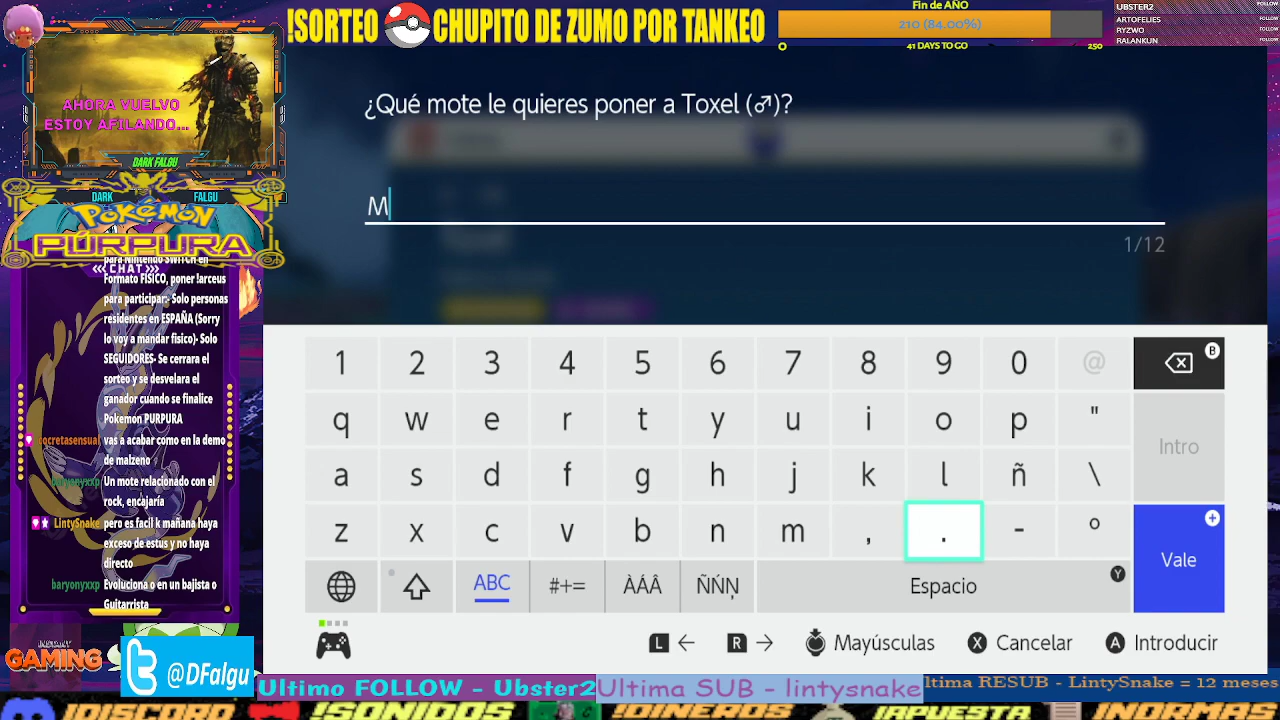 !SORTEO CHUPITO DE ZUMO POR TANKEO
Fin de AÑO
210 (84.00%)
0 41 DAYS TO GO 250
UBSTER2 FOLLOW
ARTOFELIES FOLLOW
RYZWO FOLLOW
RALANKUN FOLLOW
AHORA VUELVO
ESTOY AFILANDO...
DARK FALGU
DARK FALGU
POKéMON
PÚRPURA
<<<CHAT>>>
para Nintendo SWITCH en
Formato FISICO, poner !arceus
para participar:- Solo personas
residentes en ESPAÑA (Sorry
lo voy a mandar fisico)- Solo
SEGUIDORES- Se cerrara el
sorteo y se desvelara el
ganador cuando se finalice
Pokemon PURPURA
cocretasensual vas a acabar como en la demo
de malzeno
baryonyxxp Un mote relacionado con el
rock, encajaría
LintySnake pero es facil k mañana haya
exceso de estus y no haya
directo
baryonyxxp Evoluciona o en un bajista o
Guitarrista
¿Qué mote le quieres poner a Toxel (♂)?
M
1/12
1 2 3 4 5 6 7 8 9 0 @ B
q w e r t y u i o p "
Intro
a s d f g h j k l ñ \
z x c v b n m , . - º
+
Vale
ABC #+= ÀÁÂ ÑŃŅ Espacio Y
L ← R → Mayúsculas X Cancelar A Introducir
INSTANT
GAMING
@DFalgu
Ultimo FOLLOW - Ubster2
Ultima SUB - lintysnake
ltima RESUB - LintySnake = 12 meses
!DISCORD !SONIDOS !DINEROS !APUESTA !NORMAS